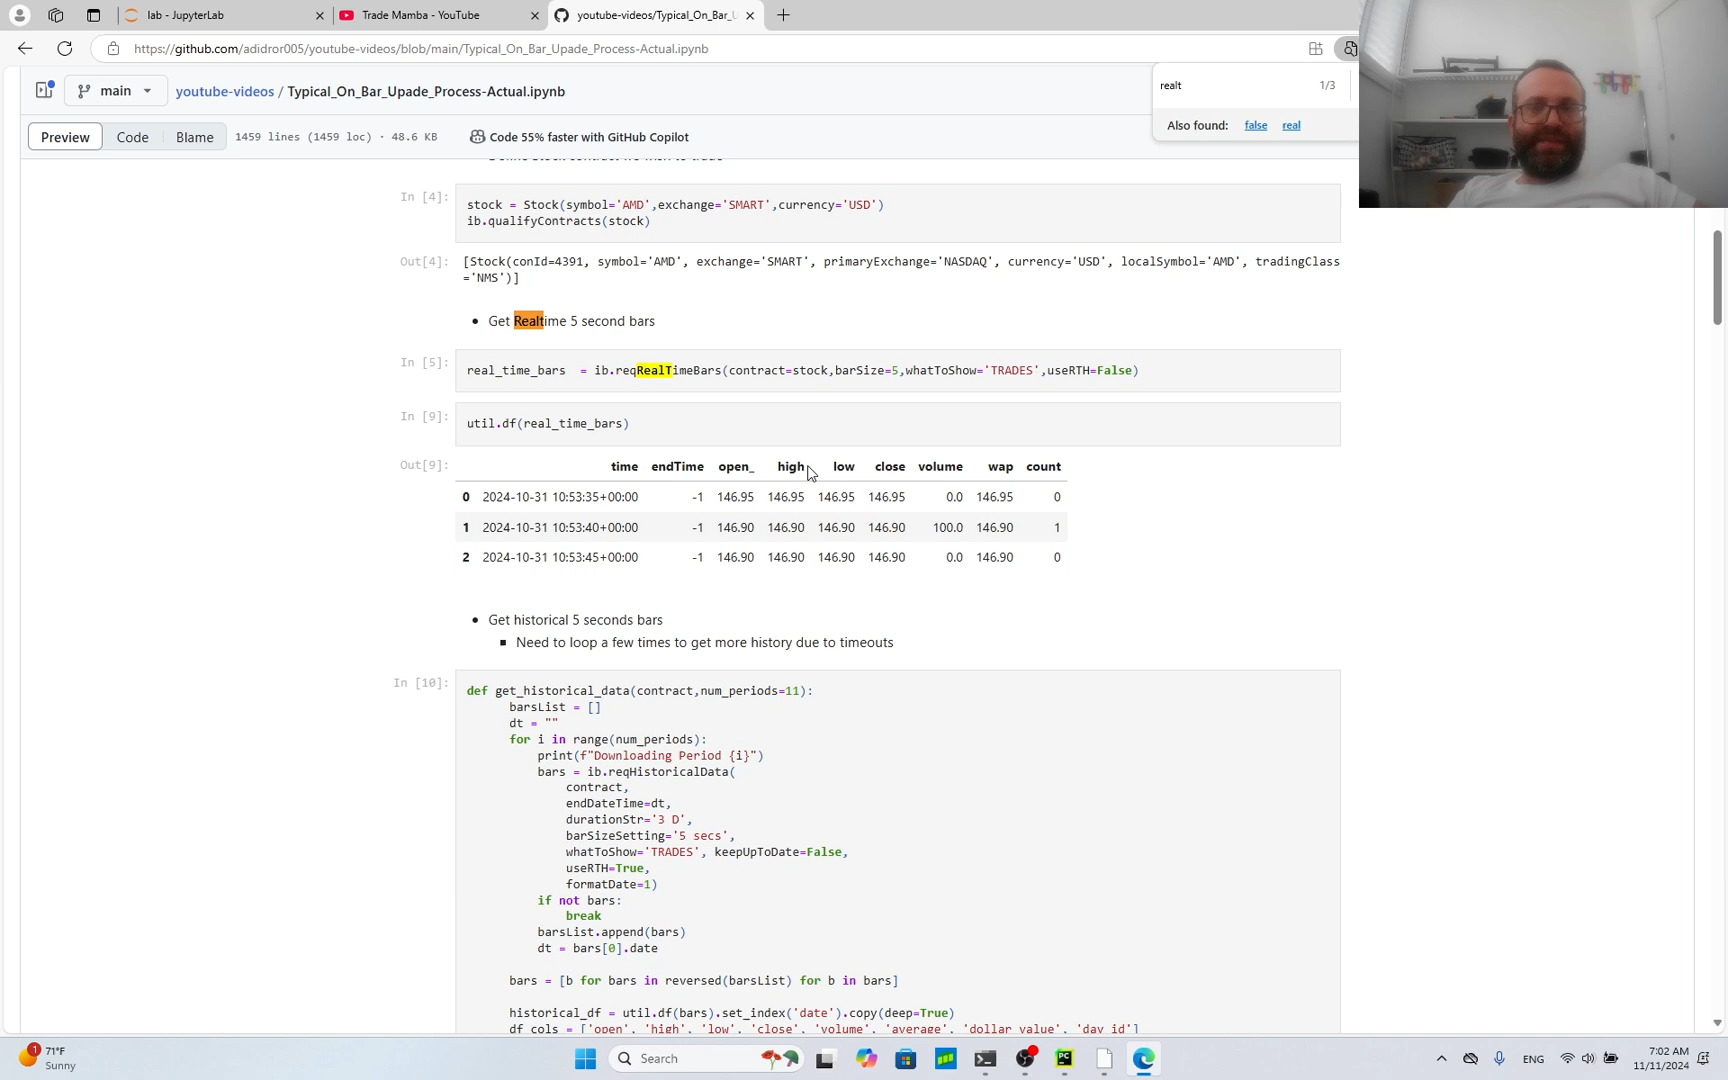 lab - JupyterLab
Trade Mamba - YouTube
youtube-videos/Typical_On_Bar_U
https://github.com/adidror005/youtube-videos/blob/main/Typical_On_Bar_Upade_Process-Actual.ipynb
realt 1/3
Also found: false real
main
youtube-videos / Typical_On_Bar_Upade_Process-Actual.ipynb
Preview Code Blame 1459 lines (1459 loc) · 48.6 KB Code 55% faster with GitHub Copilot
In [4]:
stock = Stock(symbol='AMD',exchange='SMART',currency='USD')
ib.qualifyContracts(stock)
Out[4]: [Stock(conId=4391, symbol='AMD', exchange='SMART', primaryExchange='NASDAQ', currency='USD', localSymbol='AMD', tradingClass
='NMS')]
• Get Realtime 5 second bars
In [5]: real_time_bars = ib.reqRealTimeBars(contract=stock,barSize=5,whatToShow='TRADES',useRTH=False)
In [9]: util.df(real_time_bars)
Out[9]: time endTime open_ high low close volume wap count
0 2024-10-31 10:53:35+00:00 -1 146.95 146.95 146.95 146.95 0.0 146.95 0
1 2024-10-31 10:53:40+00:00 -1 146.90 146.90 146.90 146.90 100.0 146.90 1
2 2024-10-31 10:53:45+00:00 -1 146.90 146.90 146.90 146.90 0.0 146.90 0
• Get historical 5 seconds bars
▪ Need to loop a few times to get more history due to timeouts
In [10]:
def get_historical_data(contract,num_periods=11):
barsList = []
dt = ""
for i in range(num_periods):
print(f"Downloading Period {i}")
bars = ib.reqHistoricalData(
contract,
endDateTime=dt,
durationStr='3 D',
barSizeSetting='5 secs',
whatToShow='TRADES', keepUpToDate=False,
useRTH=True,
formatDate=1)
if not bars:
break
barsList.append(bars)
dt = bars[0].date
bars = [b for bars in reversed(barsList) for b in bars]
historical_df = util.df(bars).set_index('date').copy(deep=True)
df_cols = ['open', 'high', 'low', 'close', 'volume', 'average', 'dollar_value', 'day_id']
1
71°F
Sunny
Search
PC
ENG
7:02 AM
11/11/2024